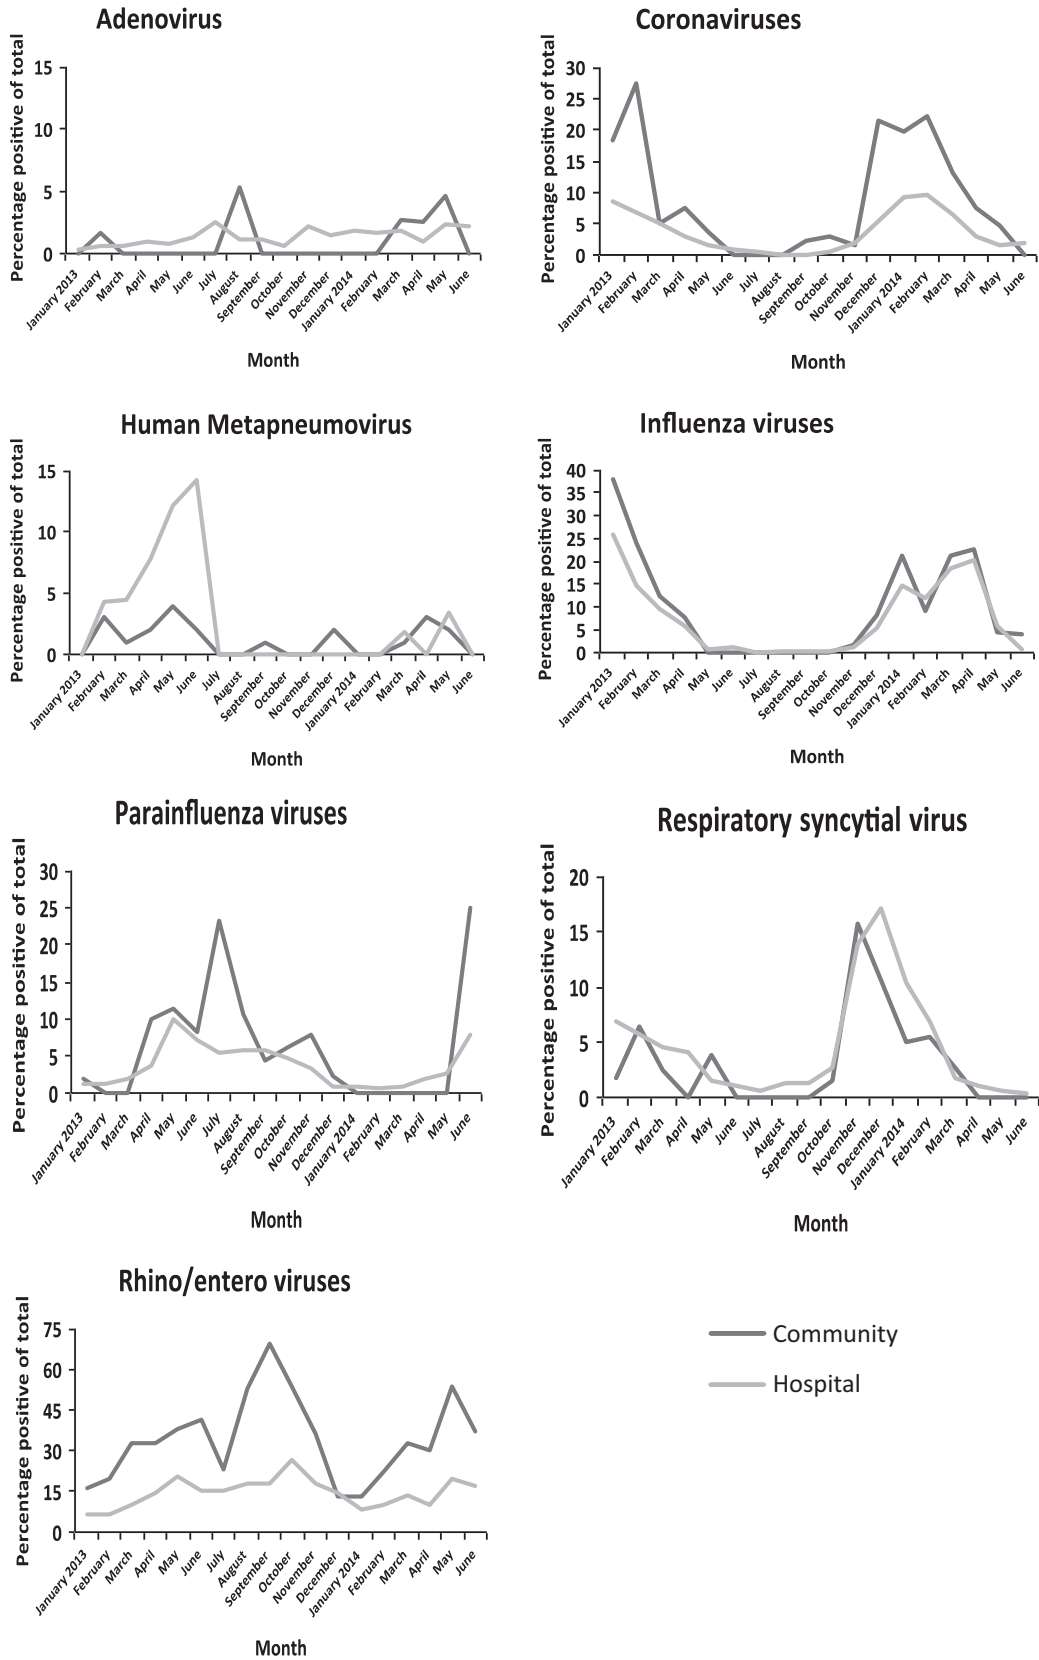 Adenovirus
Percentage positive of total
15
10
5
0
January 2013
February
March
April
May
June
July
August
September
October
November
December
January 2014
February
March
April
May
June
Month
Coronaviruses
Percentage positive of total
30
25
20
15
10
5
0
January 2013
February
March
April
May
June
July
August
September
October
November
December
January 2014
February
March
April
May
June
Month
Human Metapneumovirus
Percentage positive of total
15
10
5
0
January 2013
February
March
April
May
June
July
August
September
October
November
December
January 2014
February
March
April
May
June
Month
Influenza viruses
Percentage positive of total
40
35
30
25
20
15
10
5
0
January 2013
February
March
April
May
June
July
August
September
October
November
December
January 2014
February
March
April
May
June
Month
Parainfluenza viruses
Percentage positive of total
30
25
20
15
10
5
0
January 2013
February
March
April
May
June
July
August
September
October
November
December
January 2014
February
March
April
May
June
Month
Respiratory syncytial virus
Percentage positive of total
20
15
10
5
0
January 2013
February
March
April
May
June
July
August
September
October
November
December
January 2014
February
March
April
May
June
Month
Rhino/entero viruses
Percentage positive of total
75
60
45
30
15
0
January 2013
February
March
April
May
June
July
August
September
October
November
December
January 2014
February
March
April
May
June
Month
Community
Hospital